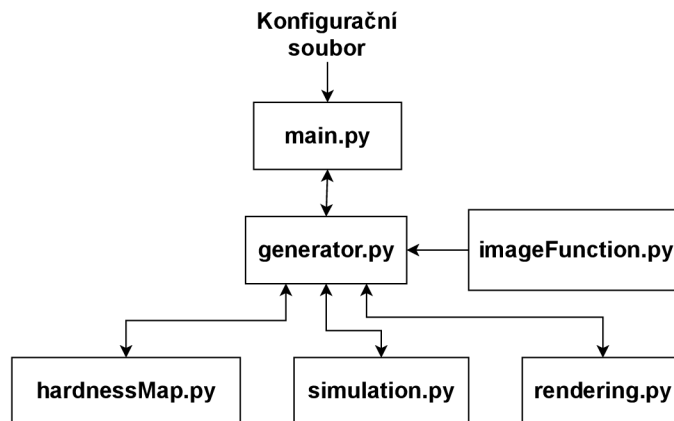 Konfigurační
soubor
main.py
generator.py
imageFunction.py
hardnessMap.py
simulation.py
rendering.py